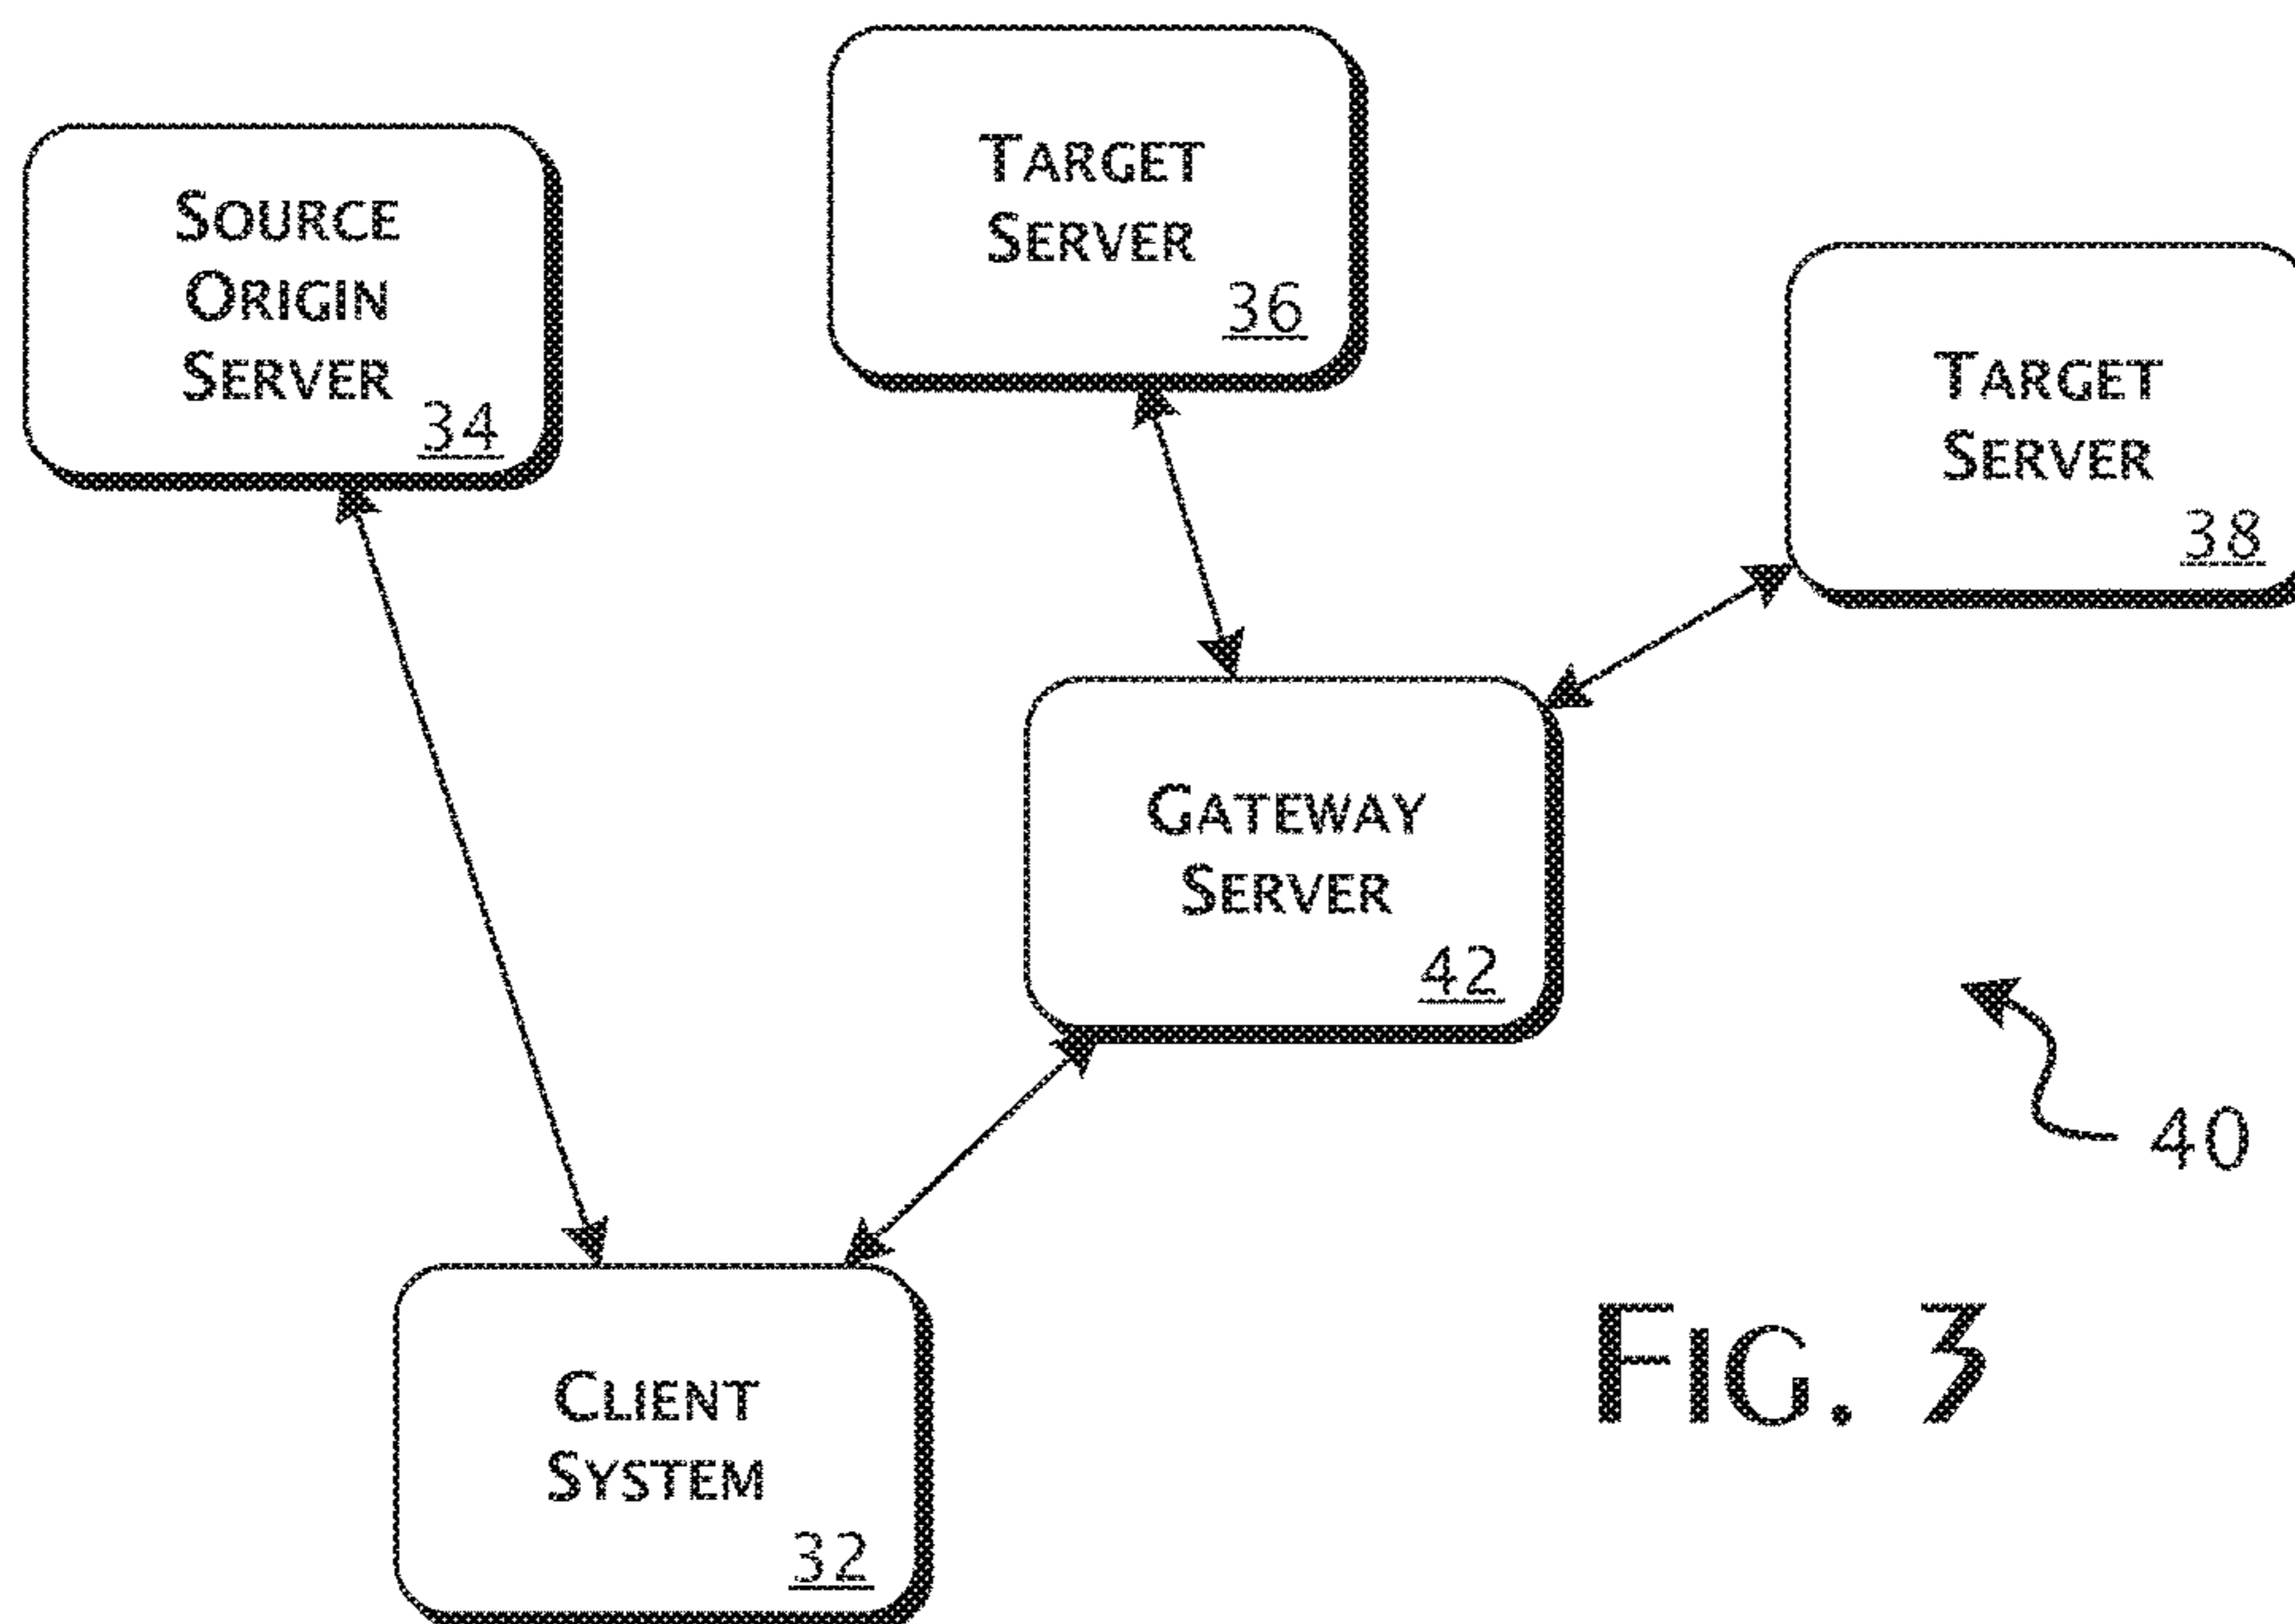 SOURCE
ORIGIN
SERVER
34
TARGET
SERVER
36
TARGET
SERVER
38
GATEWAY
SERVER
42
40
CLIENT
SYSTEM
32
FIG. 3